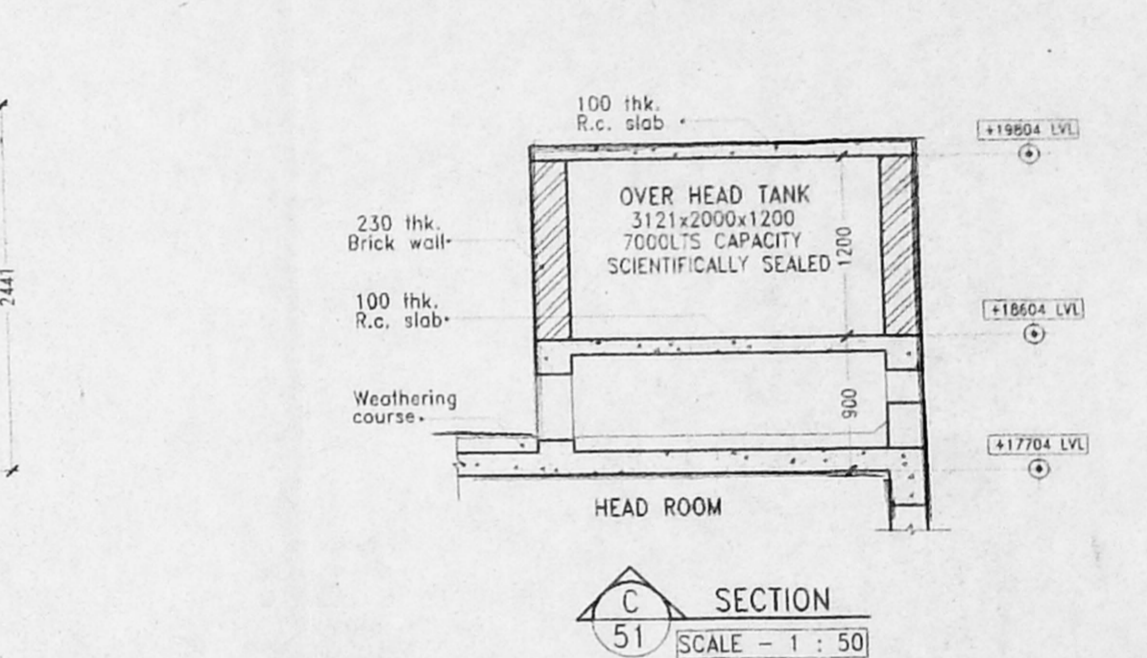 100 thk.
R.c. slab
+19804 LVL
OVER HEAD TANK
3121x2000x1200
7000LTS CAPACITY
SCIENTIFICALLY SEALED
1200
230 thk.
Brick wall
2441
100 thk.
R.c. slab
+18604 LVL
Weathering
course
900
+17704 LVL
HEAD ROOM
C
51
SECTION
SCALE - 1 : 50